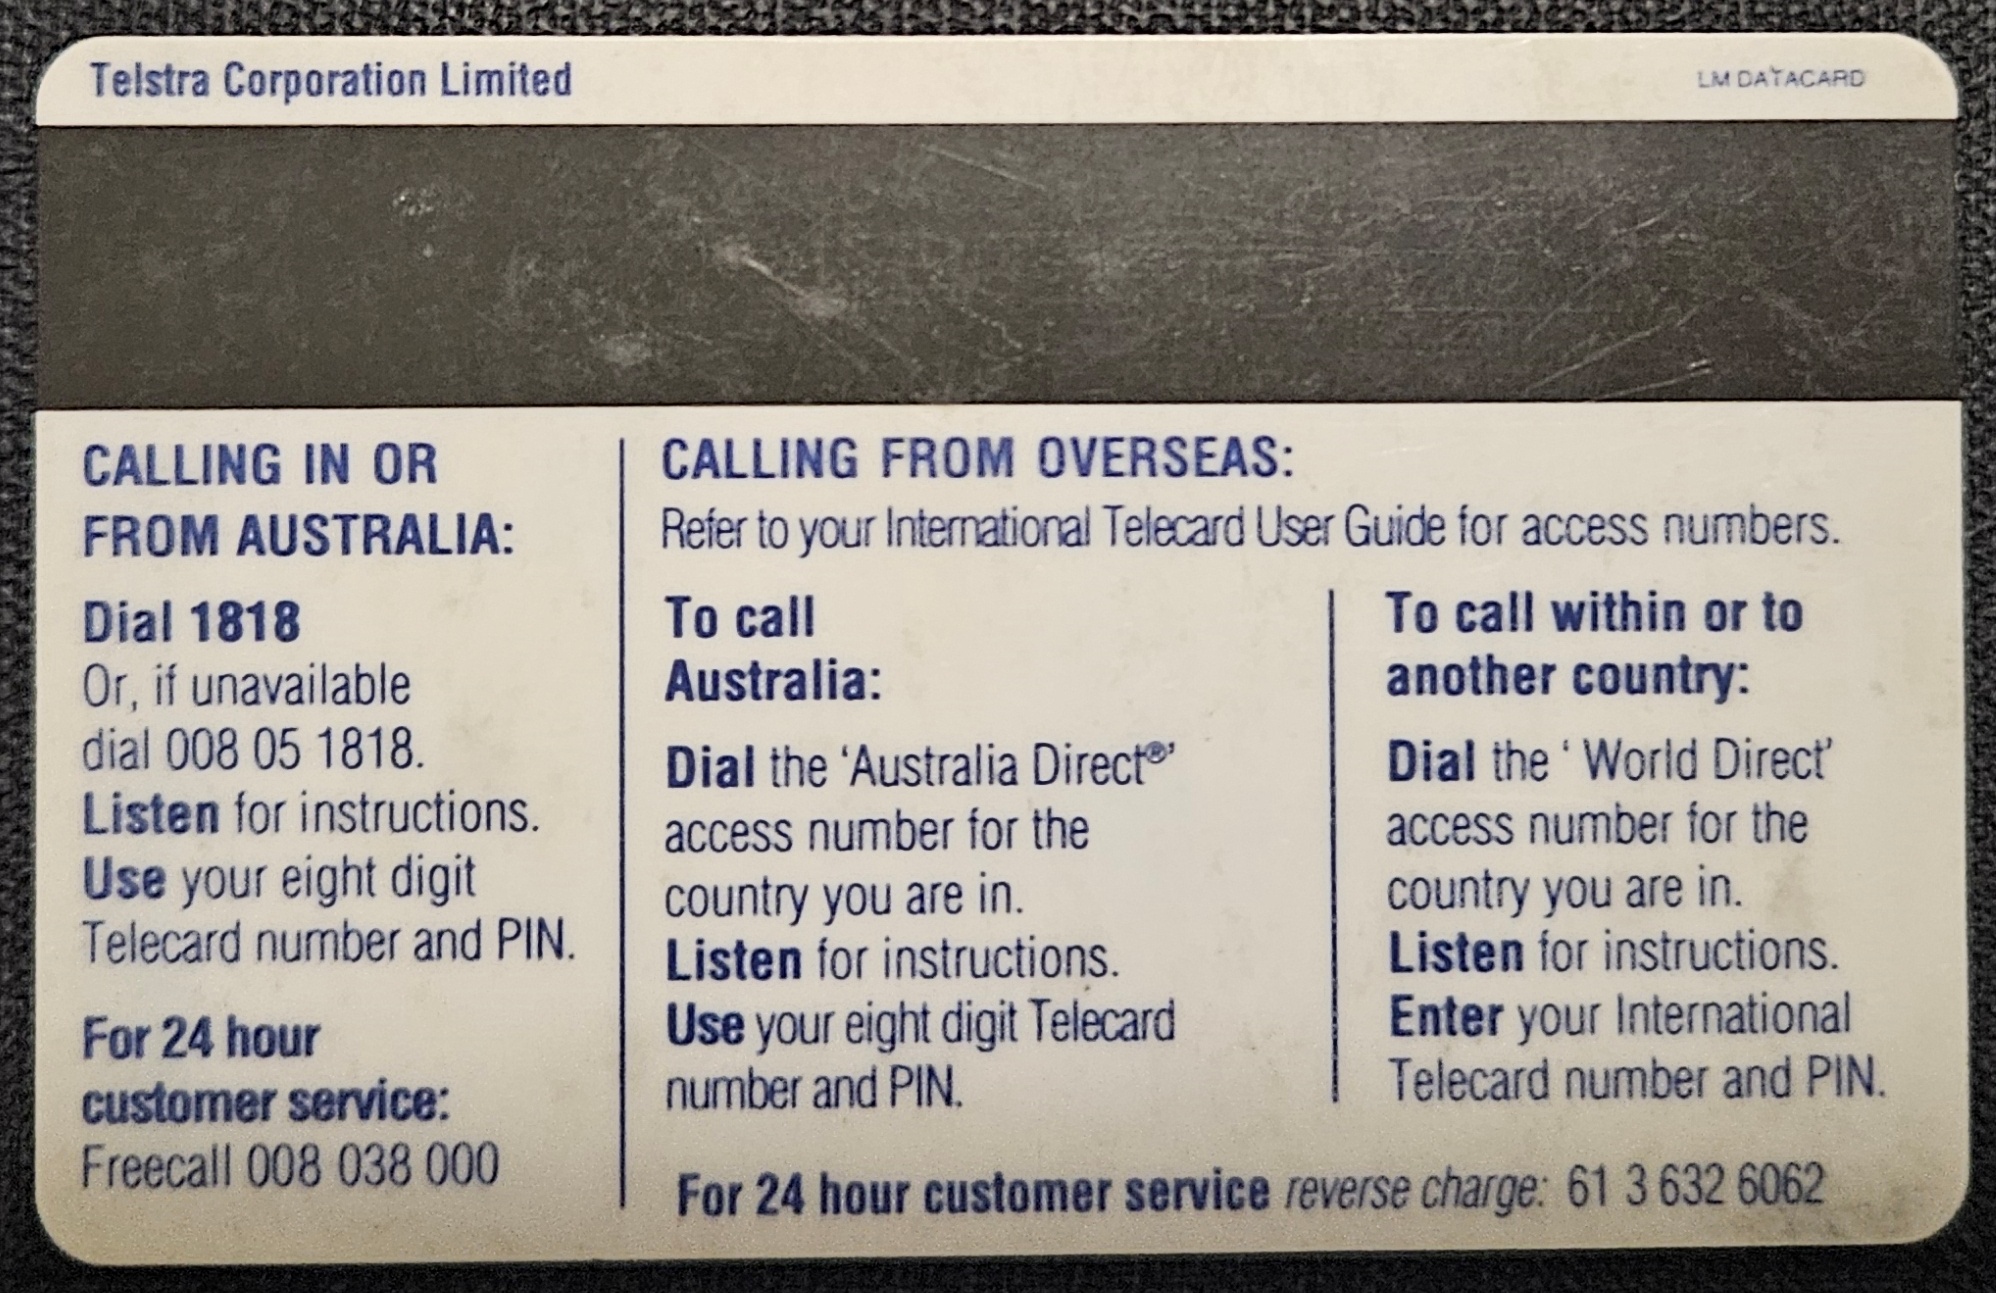 Telstra Corporation Limited
LM DATACARD
CALLING IN OR
FROM AUSTRALIA:
Dial 1818
Or, if unavailable
dial 008 05 1818.
Listen for instructions.
Use your eight digit
Telecard number and PIN.
For 24 hour
customer service:
Freecall 008 038 000
CALLING FROM OVERSEAS:
Refer to your International Telecard User Guide for access numbers.
To call
Australia:
Dial the ‘Australia Direct®’
access number for the
country you are in.
Listen for instructions.
Use your eight digit Telecard
number and PIN.
To call within or to
another country:
Dial the ‘ World Direct’
access number for the
country you are in.
Listen for instructions.
Enter your International
Telecard number and PIN.
For 24 hour customer service reverse charge: 61 3 632 6062